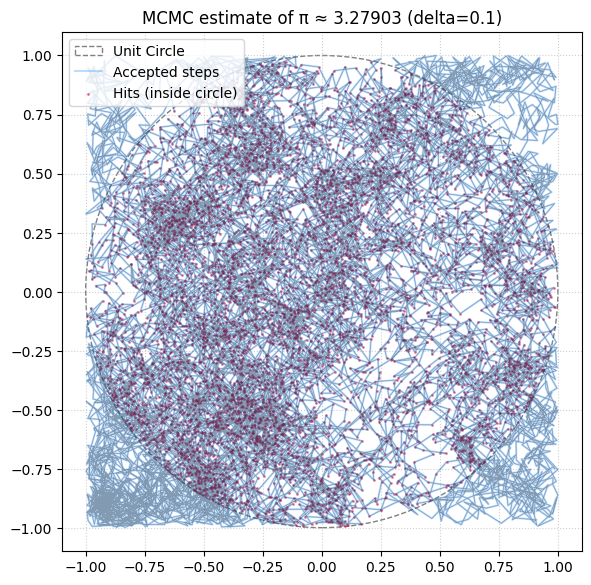 MCMC estimate of π ≈ 3.27903 (delta=0.1)
Unit Circle
Accepted steps
Hits (inside circle)
1.00
0.75
0.50
0.25
0.00
−0.25
−0.50
−0.75
−1.00
−1.00 −0.75 −0.50 −0.25 0.00 0.25 0.50 0.75 1.00